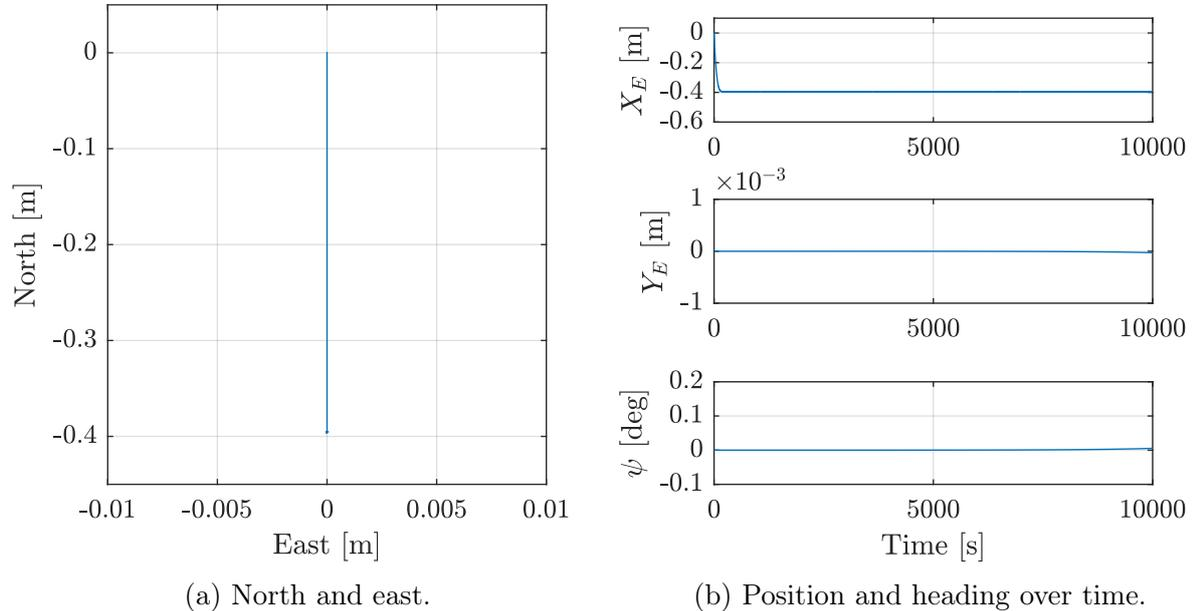 0
-0.1
-0.2
-0.3
-0.4
North [m]
-0.01 -0.005 0 0.005 0.01
East [m]
(a) North and east.
0
-0.2
-0.4
-0.6
X_E [m]
0 5000 10000
×10⁻³
1
0
-1
Y_E [m]
0 5000 10000
0.2
0.1
0
-0.1
ψ [deg]
0 5000 10000
Time [s]
(b) Position and heading over time.